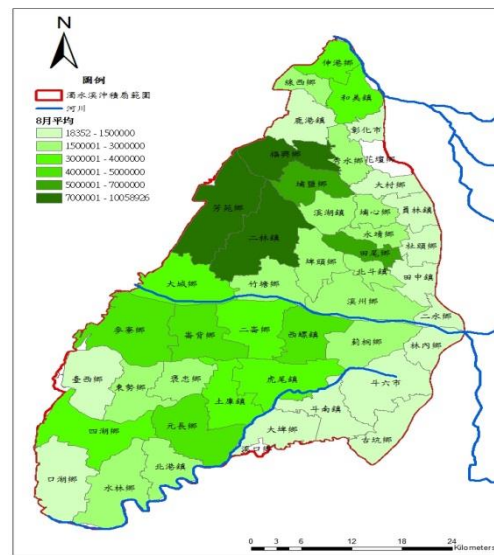 N
圖例
濁水溪沖積扇範圍
河川
8月平均
18352 - 1500000
1500001 - 3000000
3000001 - 4000000
4000001 - 5000000
5000001 - 7000000
7000001 - 10058926
伸港鄉
線西鄉
和美鎮
鹿港鎮
彰化市
福興鄉
秀水鄉
花壇鄉
埔鹽鄉
大村鄉
芳苑鄉
溪湖鎮
埔心鄉
員林鎮
二林鎮
永靖鄉
社頭鄉
埤頭鄉
田尾鄉
北斗鎮
田中鎮
大城鄉
竹塘鄉
溪州鄉
二水鄉
麥寮鄉
崙背鄉
二崙鄉
西螺鎮
莿桐鄉
林內鄉
臺西鄉
東勢鄉
褒忠鄉
虎尾鎮
斗六市
土庫鎮
斗南鎮
四湖鄉
元長鄉
大埤鄉
古坑鄉
口湖鄉
水林鄉
北港鎮
0 3 6 12 18 24
Kilometers